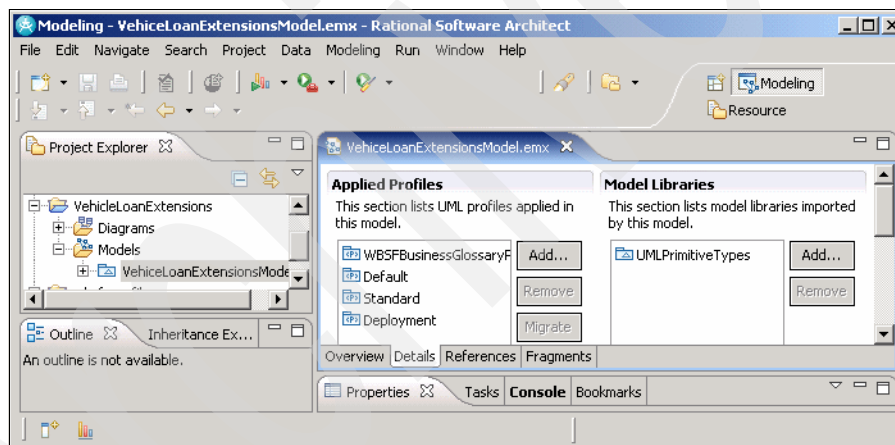 Modeling - VehiceLoanExtensionsModel.emx - Rational Software Architect
File Edit Navigate Search Project Data Modeling Run Window Help
Modeling
Resource
Project Explorer
VehicleLoanExtensions
Diagrams
Models
VehiceLoanExtensionsMode
Outline Inheritance Ex...
An outline is not available.
VehiceLoanExtensionsModel.emx
Applied Profiles
This section lists UML profiles applied in
this model.
WBSFBusinessGlossaryF
Default
Standard
Deployment
Add...
Remove
Migrate
Model Libraries
This section lists model libraries imported
by this model.
UMLPrimitiveTypes
Add...
Remove
Overview Details References Fragments
Properties Tasks Console Bookmarks